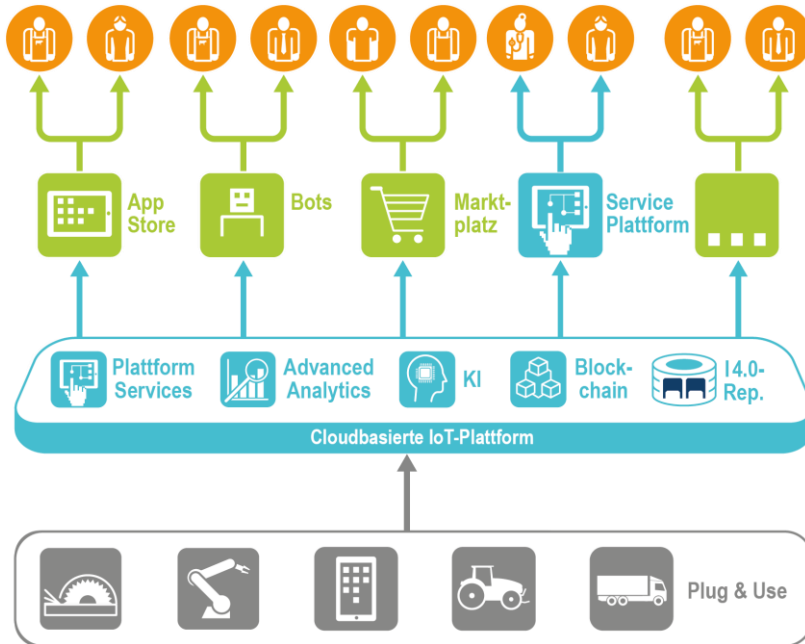 App
Store
Bots
Markt-
platz
Service
Plattform
Plattform
Services
Advanced
Analytics
KI
Block-
chain
I4.0-
Rep.
Cloudbasierte IoT-Plattform
Plug & Use